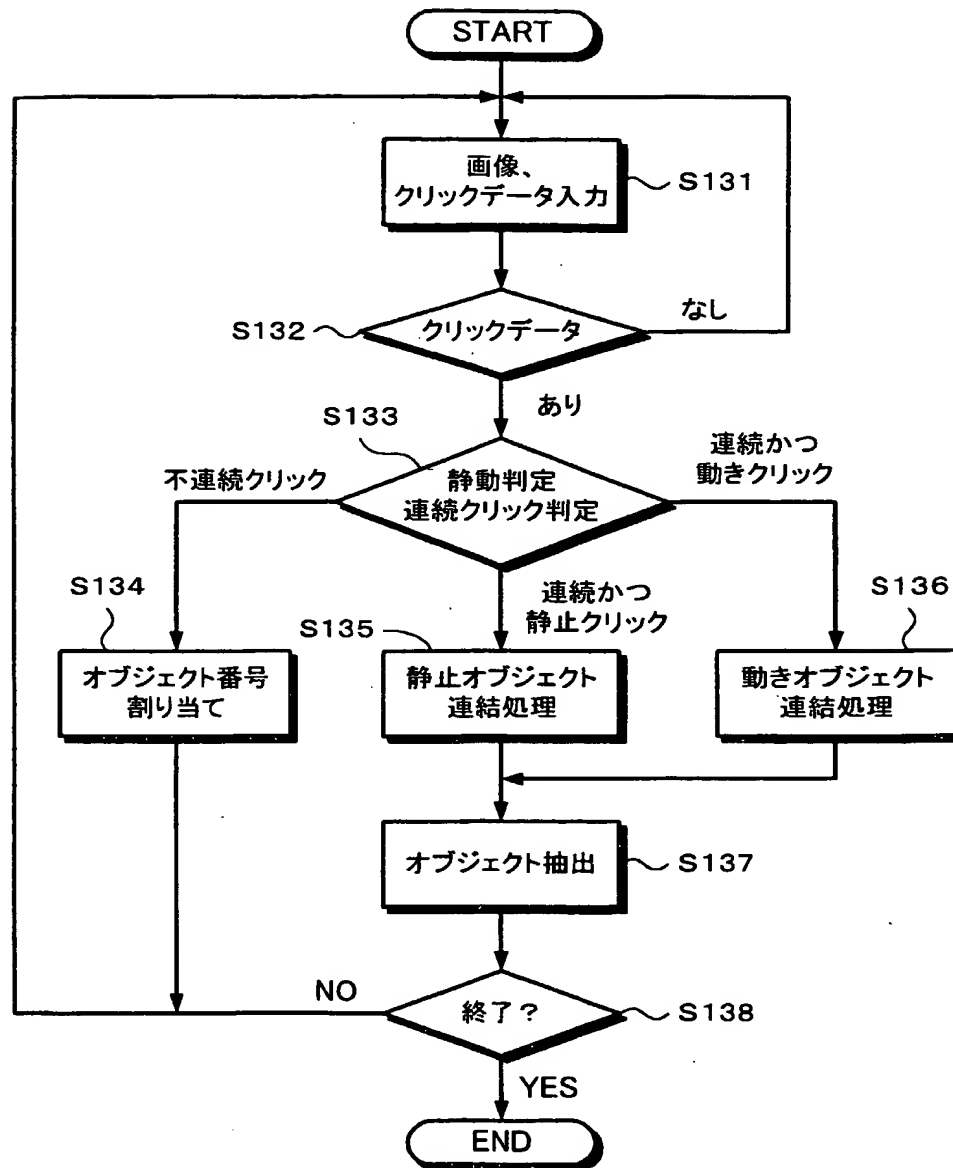 START
画像、
クリックデータ入力
S131
S132
クリックデータ
なし
あり
S133
不連続クリック
静動判定
連続クリック判定
連続かつ
動きクリック
S134
オブジェクト番号
割り当て
連続かつ
静止クリック
S135
静止オブジェクト
連結処理
S136
動きオブジェクト
連結処理
オブジェクト抽出
S137
NO
終了?
S138
YES
END